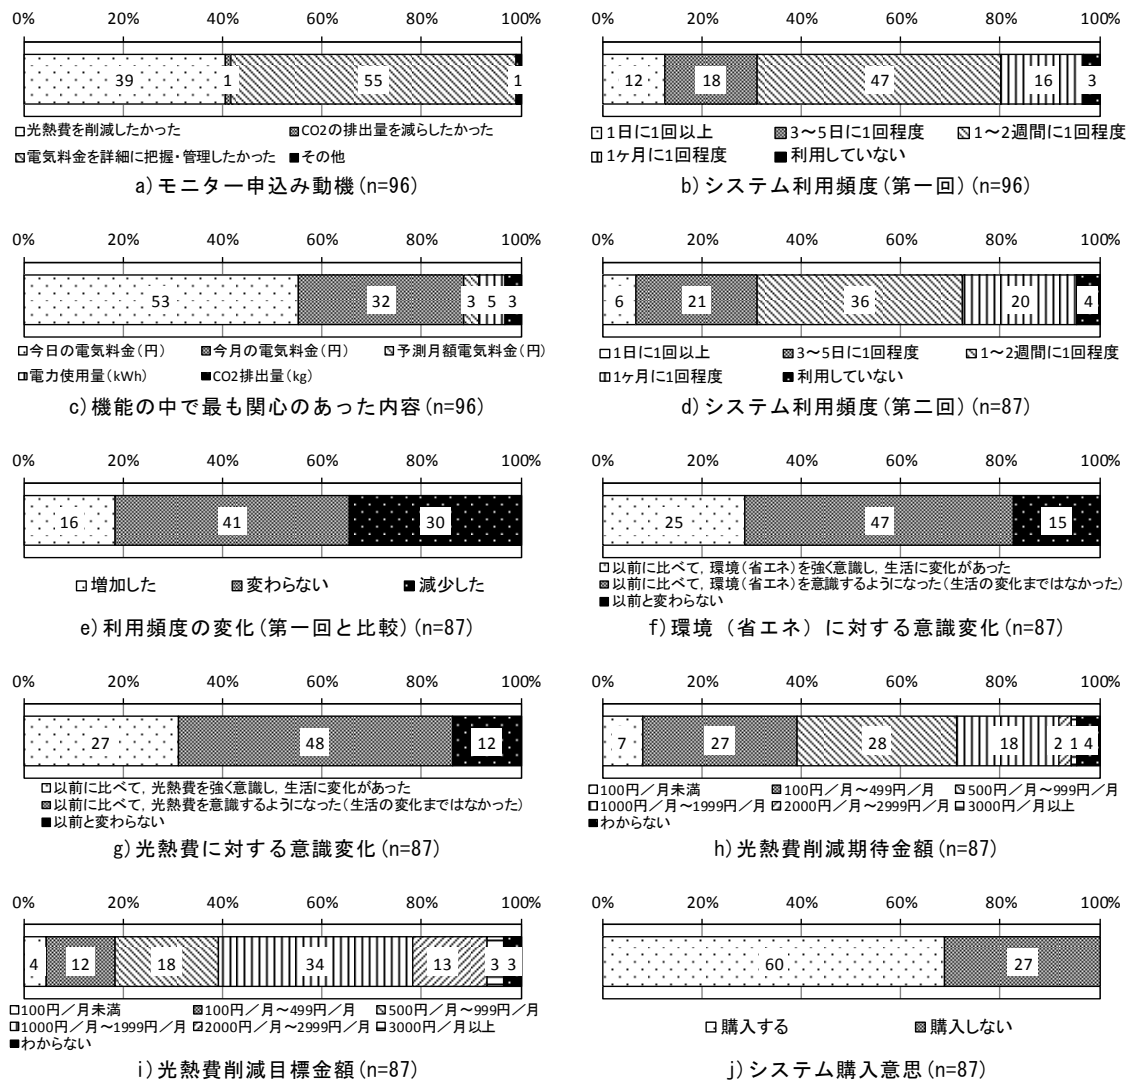 0% 20% 40% 60% 80% 100%
39 1 55 1
光熱費を削減したかった CO2の排出量を減らしたかった
電気料金を詳細に把握・管理したかった その他
a)モニター申込み動機(n=96)
0% 20% 40% 60% 80% 100%
12 18 47 16 3
1日に1回以上 3～5日に1回程度 1～2週間に1回程度
1ヶ月に1回程度 利用していない
b)システム利用頻度(第一回)(n=96)
0% 20% 40% 60% 80% 100%
53 32 3 5 3
今日の電気料金(円) 今月の電気料金(円) 予測月額電気料金(円)
電力使用量(kWh) CO2排出量(kg)
c)機能の中で最も関心のあった内容(n=96)
0% 20% 40% 60% 80% 100%
6 21 36 20 4
1日に1回以上 3～5日に1回程度 1～2週間に1回程度
1ヶ月に1回程度 利用していない
d)システム利用頻度(第二回)(n=87)
0% 20% 40% 60% 80% 100%
16 41 30
増加した 変わらない 減少した
e)利用頻度の変化(第一回と比較)(n=87)
0% 20% 40% 60% 80% 100%
25 47 15
以前に比べて,環境(省エネ)を強く意識し,生活に変化があった
以前に比べて,環境(省エネ)を意識するようになった(生活の変化まではなかった)
以前と変わらない
f)環境（省エネ）に対する意識変化(n=87)
0% 20% 40% 60% 80% 100%
27 48 12
以前に比べて,光熱費を強く意識し,生活に変化があった
以前に比べて,光熱費を意識するようになった(生活の変化まではなかった)
以前と変わらない
g)光熱費に対する意識変化(n=87)
0% 20% 40% 60% 80% 100%
7 27 28 18 2 1 4
100円／月未満 100円／月～499円／月 500円／月～999円／月
1000円／月～1999円／月 2000円／月～2999円／月 3000円／月以上
わからない
h)光熱費削減期待金額(n=87)
0% 20% 40% 60% 80% 100%
4 12 18 34 13 3 3
100円／月未満 100円／月～499円／月 500円／月～999円／月
1000円／月～1999円／月 2000円／月～2999円／月 3000円／月以上
わからない
i)光熱費削減目標金額(n=87)
0% 20% 40% 60% 80% 100%
60 27
購入する 購入しない
j)システム購入意思(n=87)